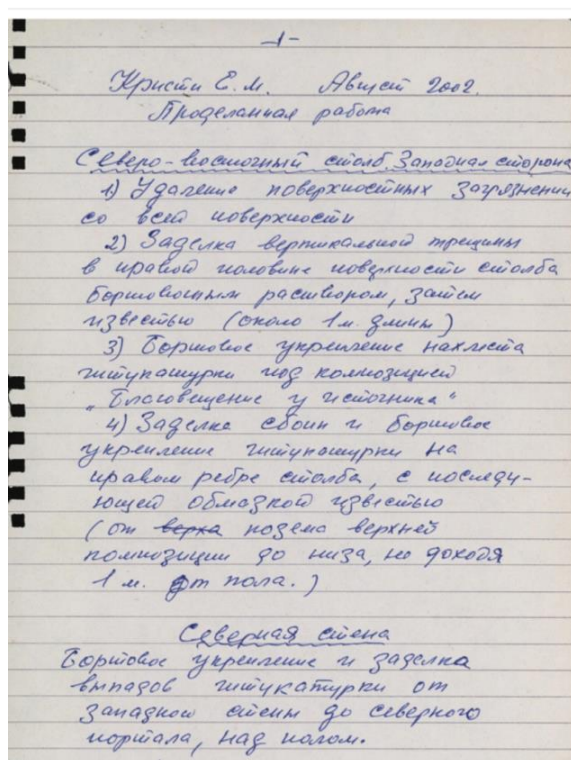 -1-
Кристи Е.М. Август 2002.
Проделанная работа
Северо-восточный столб. Западная сторона
1) Удаление поверхностных загрязнений
со всей поверхности
2) Заделка вертикальной трещины
в правой половине поверхности столба
бортовочным раствором, затем
известью (около 1 м. длины)
3) Бортовое укрепление нахлиста
штукатурки под композицией
„Благовещение у источника“
4) Заделка сбоин и бортовое
укрепление штукатурки на
правом ребре столба, с последу-
ющей обмазкой известью
(от верха позема верхней
композиции до низа, не доходя
1 м. от пола.)
Северная стена
Бортовое укрепление и заделка
выпадов штукатурки от
западной стены до северного
портала, над полом.